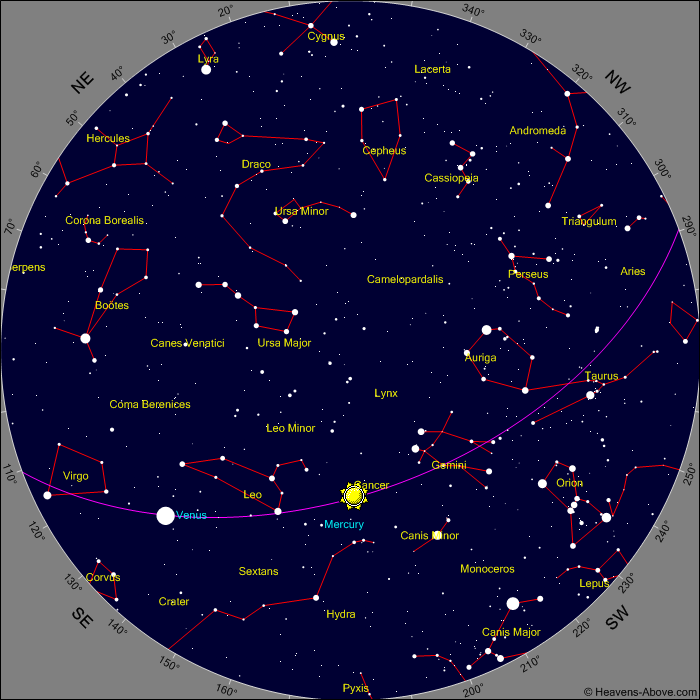 20°
340°
Cygnus
30°
330°
Lyra
Lacerta
NE
40°
320°
NW
50°
310°
Andromeda
Hercules
Cepheus
60°
Draco
300°
Cassiopeia
Ursa Minor
Corona Borealis
Triangulum
70°
290°
erpens
Perseus
Aries
Camelopardalis
Boötes
Canes Venatici
Ursa Major
Auriga
Taurus
Lynx
Coma Berenices
Leo Minor
110°
Virgo
Gemini
250°
Leo
Cancer
Orion
Venus
Mercury
120°
Canis Minor
240°
Sextans
Monoceros
130°
Corvus
Lepus
230°
Crater
Hydra
SE
140°
SW
220°
Canis Major
150°
210°
160°
Pyxis
200°
© Heavens-Above.com